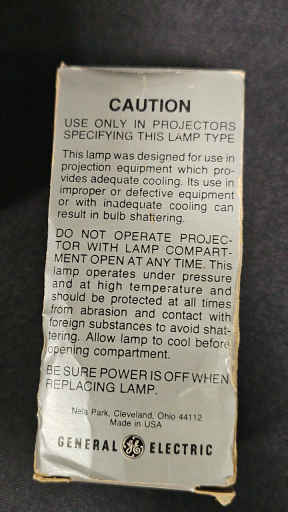 CAUTION
USE ONLY IN PROJECTORS
SPECIFYING THIS LAMP TYPE
This lamp was designed for use in
projection equipment which pro-
vides adequate cooling. Its use in
improper or defective equipment
or with inadequate cooling can
result in bulb shattering.
DO NOT OPERATE PROJEC-
TOR WITH LAMP COMPART-
MENT OPEN AT ANY TIME. This
lamp operates under pressure
and at high temperature and
should be protected at all times
from abrasion and contact with
foreign substances to avoid shat-
tering. Allow lamp to cool before
opening compartment.
BE SURE POWER IS OFF WHEN
REPLACING LAMP.
Nela Park, Cleveland, Ohio 44112
Made in USA
GENERAL GE ELECTRIC